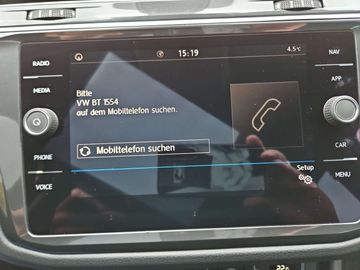 15:19
4.5°C
RADIO
NAV
MEDIA
APP
Bitte
VW BT 1554
auf dem Mobiltelefon suchen.
Mobiltelefon suchen
PHONE
CAR
VOICE
Setup
MENU